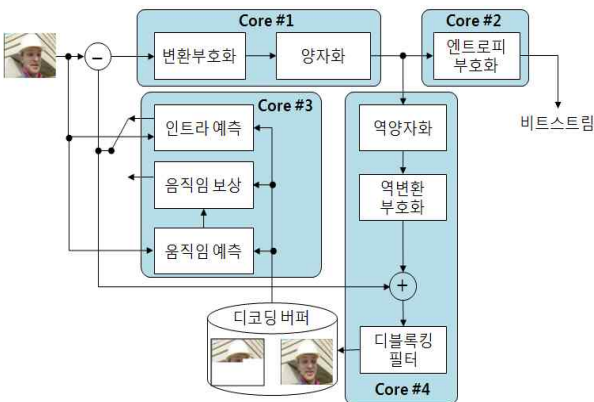 Core #1
Core #2
변환부호화
양자화
엔트로피
부호화
−
Core #3
인트라 예측
음직임 보상
움직임 예측
역양자화
비트스트림
역변환
부호화
+
디코딩 버퍼
디블록킹
필터
Core #4